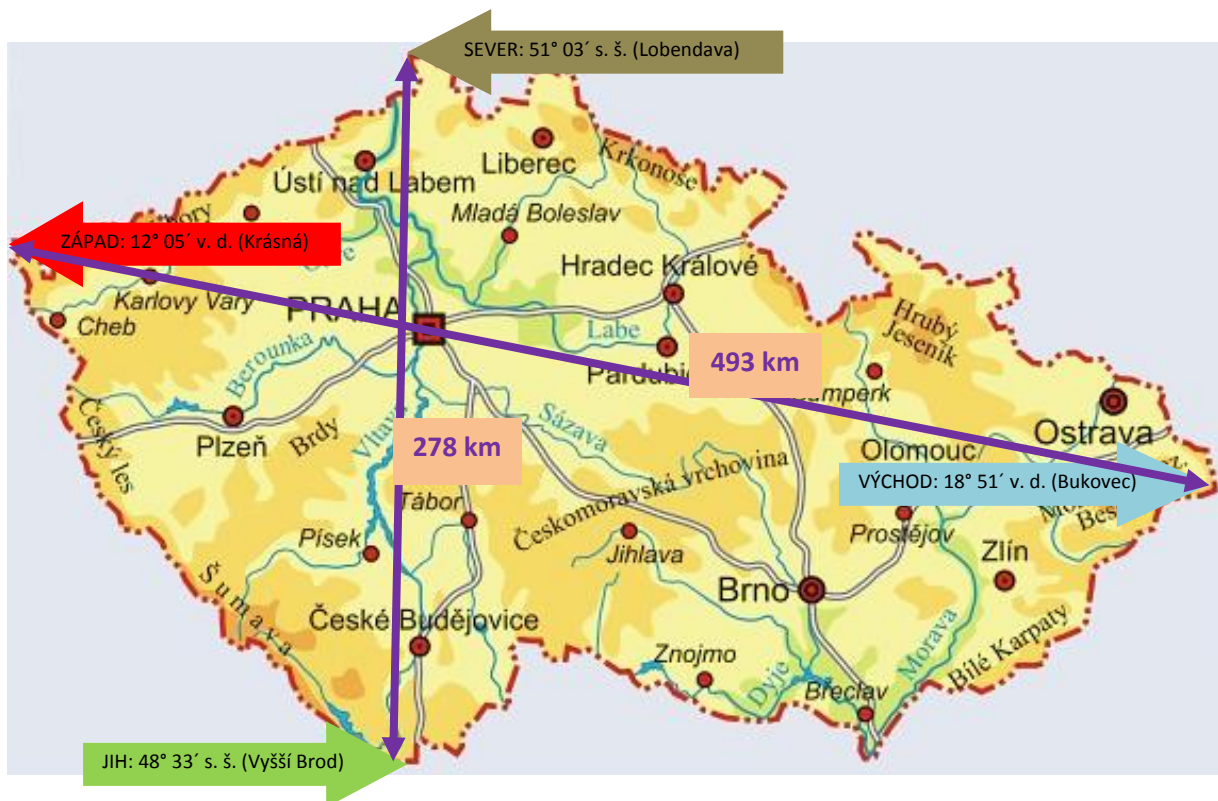 SEVER: 51° 03´ s. š. (Lobendava)
Liberec
Krkonoše
Ústí nad Labem
Mladá Boleslav
ZÁPAD: 12° 05´ v. d. (Krásná)
Hradec Králové
Karlovy Vary
PRAHA
Cheb
Labe
Hrubý
Jeseník
Berounka
493 km
Český les
Plzeň
Brdy
Vltava
Sázava
Ostrava
278 km
Olomouc
Českomoravská vrchovina
VÝCHOD: 18° 51´ v. d. (Bukovec)
Tábor
Písek
Jihlava
Prostějov
Zlín
Šumava
Brno
České Budějovice
Morava
Bílé Karpaty
Znojmo
Dyje
Břeclav
JIH: 48° 33´ s. š. (Vyšší Brod)